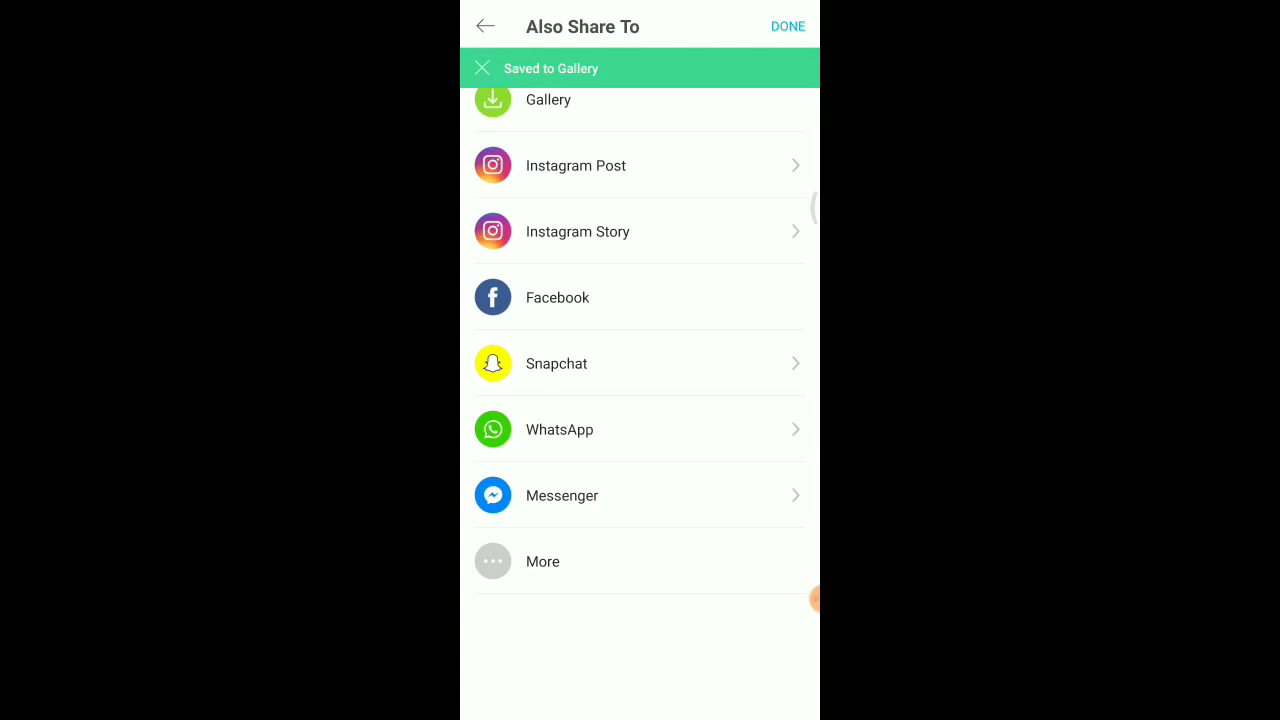 Also Share To
DONE
Saved to Gallery
Gallery
Instagram Post
Instagram Story
Facebook
Snapchat
WhatsApp
Messenger
More